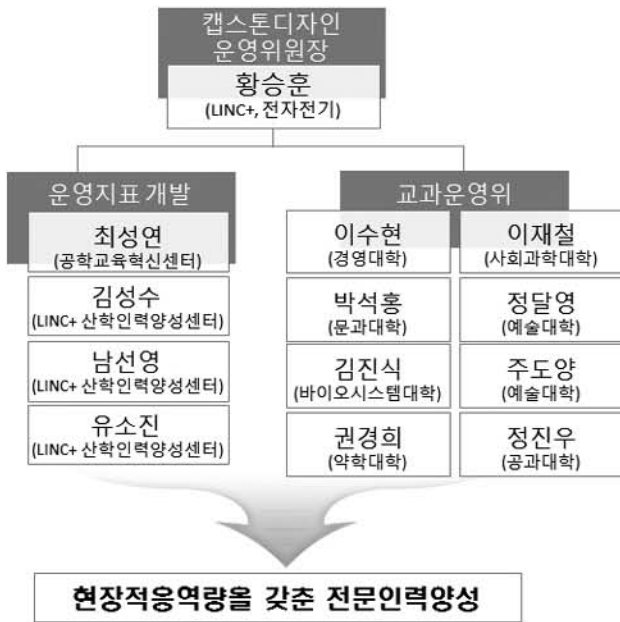 캡스톤디자인
운영위원장
황승훈
(LINC+, 전자전기)
운영지표 개발
최성연
(공학교육혁신센터)
김성수
(LINC+ 산학인력양성센터)
남선영
(LINC+ 산학인력양성센터)
유소진
(LINC+ 산학인력양성센터)
교과운영위
이수현
(경영대학)
이재철
(사회과학대학)
박석홍
(문과대학)
정달영
(예술대학)
김진식
(바이오시스템대학)
주도양
(예술대학)
권경희
(약학대학)
정진우
(공과대학)
현장적응역량올 갖춘 전문인력양성